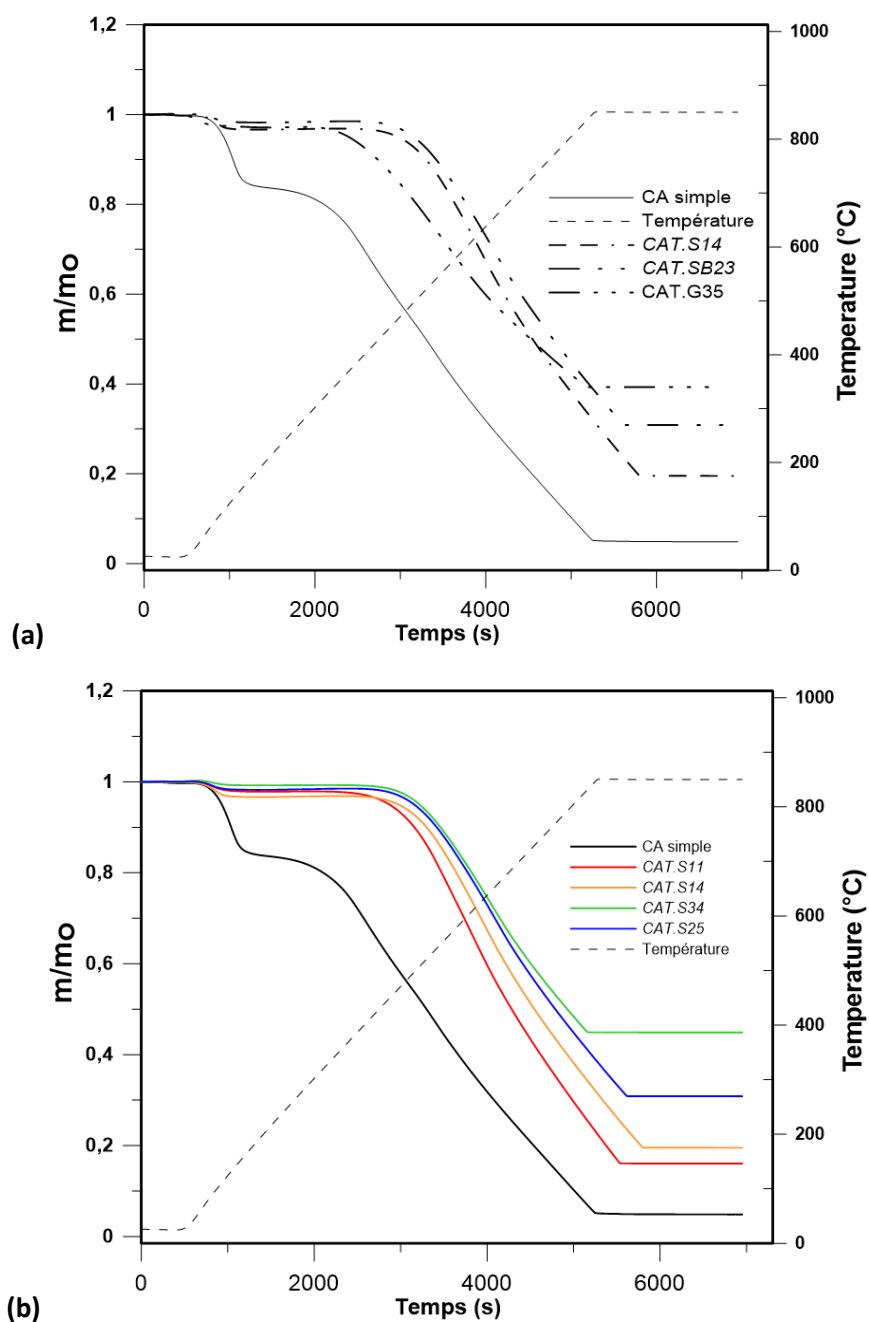 1,2
1
0,8
0,6
0,4
0,2
0
m/mo
1000
800
600
400
200
0
Temperature (°C)
CA simple
Température
CAT.S14
CAT.SB23
CAT.G35
0
2000
4000
6000
Temps (s)
(a)
1,2
1
0,8
0,6
0,4
0,2
0
m/mo
1000
800
600
400
200
0
Temperature (°C)
CA simple
CAT.S11
CAT.S14
CAT.S34
CAT.S25
Température
0
2000
4000
6000
Temps (s)
(b)